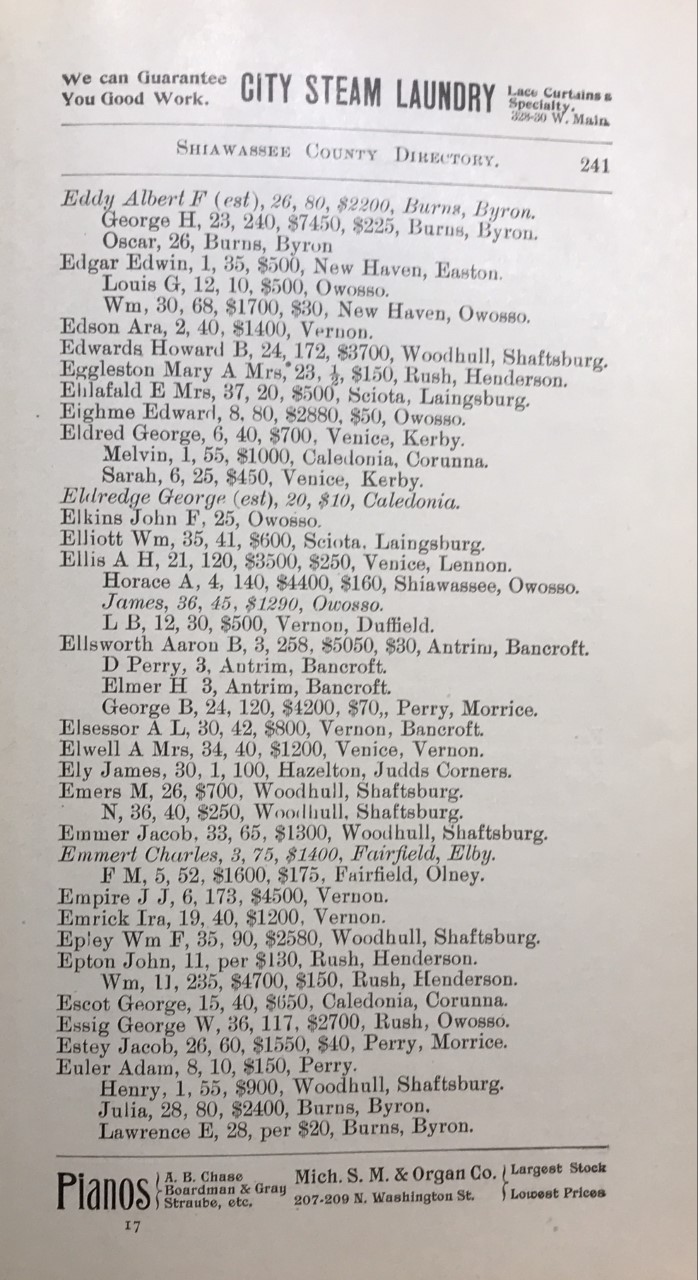 We can Guarantee
You Good Work.
CITY STEAM LAUNDRY
Lace Curtains a
Specialty.
328-30 W. Main
SHIAWASSEE COUNTY DIRECTORY. 241
Eddy Albert F (est), 26, 80, $2200, Burns, Byron.
George H, 23, 240, $7450, $225, Burns, Byron.
Oscar, 26, Burns, Byron
Edgar Edwin, 1, 35, $500, New Haven, Easton.
Louis G, 12, 10, $500, Owosso.
Wm, 30, 68, $1700, $30, New Haven, Owosso.
Edson Ara, 2, 40, $1400, Vernon.
Edwards Howard B, 24, 172, $3700, Woodhull, Shaftsburg.
Eggleston Mary A Mrs, 23, ½, $150, Rush, Henderson.
Ehlafald E Mrs, 37, 20, $500, Sciota, Laingsburg.
Eighme Edward, 8. 80, $2880, $50, Owosso.
Eldred George, 6, 40, $700, Venice, Kerby.
Melvin, 1, 55, $1000, Caledonia, Corunna.
Sarah, 6, 25, $450, Venice, Kerby.
Eldredge George (est), 20, $10, Caledonia.
Elkins John F, 25, Owosso.
Elliott Wm, 35, 41, $600, Sciota. Laingsburg.
Ellis A H, 21, 120, $3500, $250, Venice, Lennon.
Horace A, 4, 140, $4400, $160, Shiawassee, Owosso.
James, 36, 45, $1290, Owosso.
L B, 12, 30, $500, Vernon, Duffield.
Ellsworth Aaron B, 3, 258, $5050, $30, Antrim, Bancroft.
D Perry, 3, Antrim, Bancroft.
Elmer H 3, Antrim, Bancroft.
George B, 24, 120, $4200, $70,, Perry, Morrice.
Elsessor A L, 30, 42, $800, Vernon, Bancroft.
Elwell A Mrs, 34, 40, $1200, Venice, Vernon.
Ely James, 30, 1, 100, Hazelton, Judds Corners.
Emers M, 26, $700, Woodhull, Shaftsburg.
N, 36, 40, $250, Woodhull. Shaftsburg.
Emmer Jacob, 33, 65, $1300, Woodhull, Shaftsburg.
Emmert Charles, 3, 75, $1400, Fairfield, Elby.
F M, 5, 52, $1600, $175, Fairfield, Olney.
Empire J J, 6, 173, $4500, Vernon.
Emrick Ira, 19, 40, $1200, Vernon.
Epley Wm F, 35, 90, $2580, Woodhull, Shaftsburg.
Epton John, 11, per $130, Rush, Henderson.
Wm, 11, 235, $4700, $150, Rush, Henderson.
Escot George, 15, 40, $650, Caledonia, Corunna.
Essig George W, 36, 117, $2700, Rush, Owosso.
Estey Jacob, 26, 60, $1550, $40, Perry, Morrice.
Euler Adam, 8, 10, $150, Perry.
Henry, 1, 55, $900, Woodhull, Shaftsburg.
Julia, 28, 80, $2400, Burns, Byron.
Lawrence E, 28, per $20, Burns, Byron.
Pianos
A. B. Chase
Boardman & Gray
Straube, etc.
Mich. S. M. & Organ Co.
207-209 N. Washington St.
Largest Stock
Lowest Prices
17